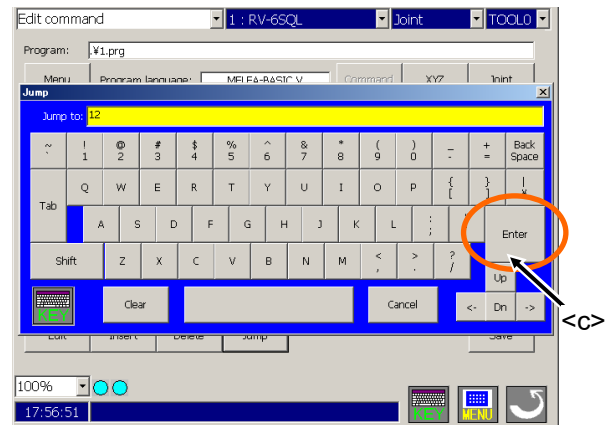 Edit command 1 : RV-6SQL Joint TOOL0
Program: .¥1.prg
Menu Program language: MELFA-BASIC V Command XYZ Joint
Jump
Jump to: 12
~ ` ! 1 @ 2 # 3 $ 4 % 5 ^ 6 & 7 * 8 ( 9 ) 0 _ - + = Back Space
Tab Q W E R T Y U I O P { [ } ] | ¥
A S D F G H J K L : ; Enter
Shift Z X C V B N M < , > . ? / Up
KEY Clear Cancel <- Dn ->
<c>
Edit Insert Delete Jump Save
100%
17:56:51 KEY MENU